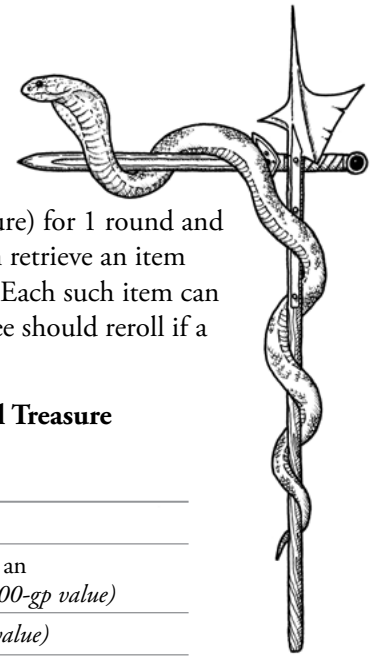 ure) for 1 round and
n retrieve an item
Each such item can
ee should reroll if a
l Treasure
an
00-gp value)
value)